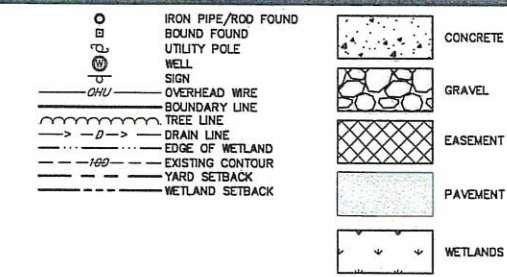 IRON PIPE/ROD FOUND
BOUND FOUND
UTILITY POLE
W WELL
SIGN
OHU OVERHEAD WIRE
BOUNDARY LINE
TREE LINE
> D > DRAIN LINE
EDGE OF WETLAND
100 EXISTING CONTOUR
YARD SETBACK
WETLAND SETBACK
CONCRETE
GRAVEL
EASEMENT
PAVEMENT
WETLANDS